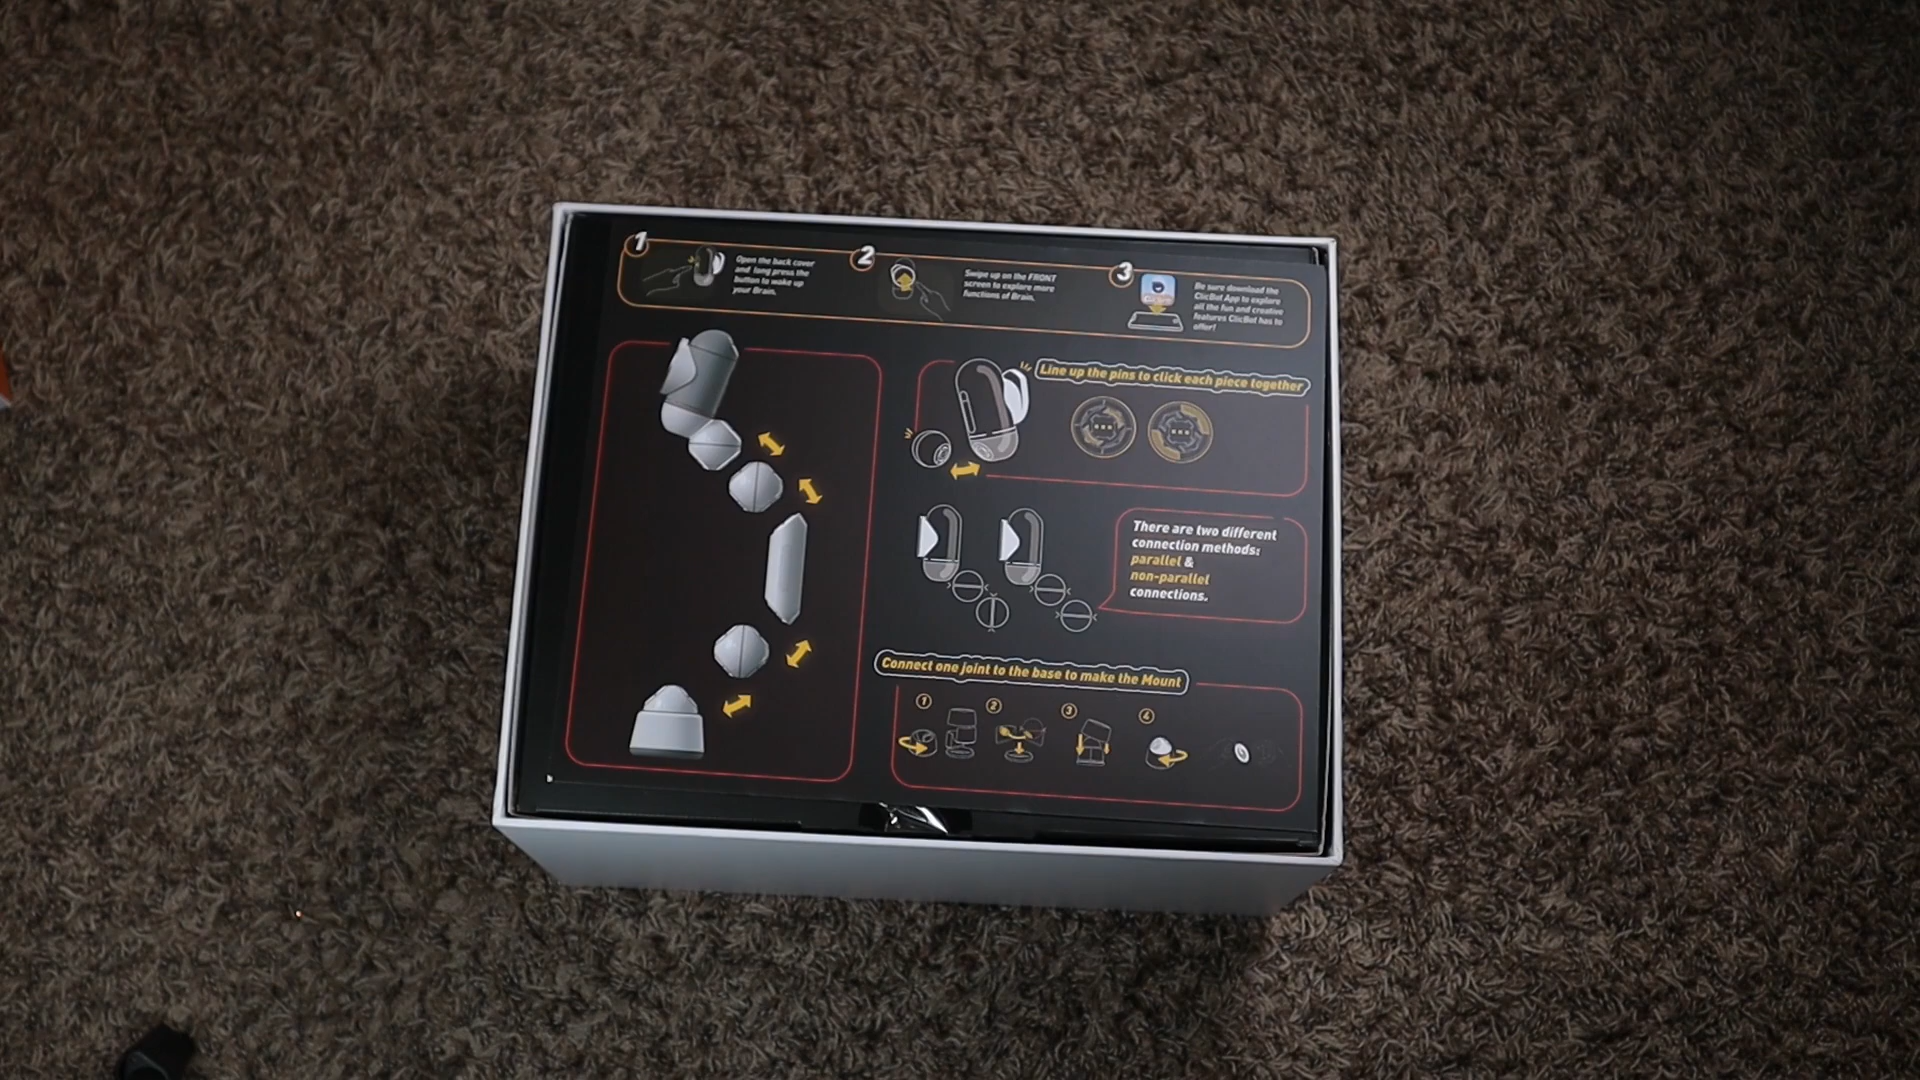 1
Open the back cover
and long press the
button to wake up
your Brain.
2
Swipe up on the FRONT
screen to explore more
functions of Brain.
3
Be sure download the
ClicBot App to explore
all the fun and creative
features ClicBot has to
offer!
Line up the pins to click each piece together
There are two different
connection methods:
parallel &
non-parallel
connections.
Connect one joint to the base to make the Mount
1
2
3
4